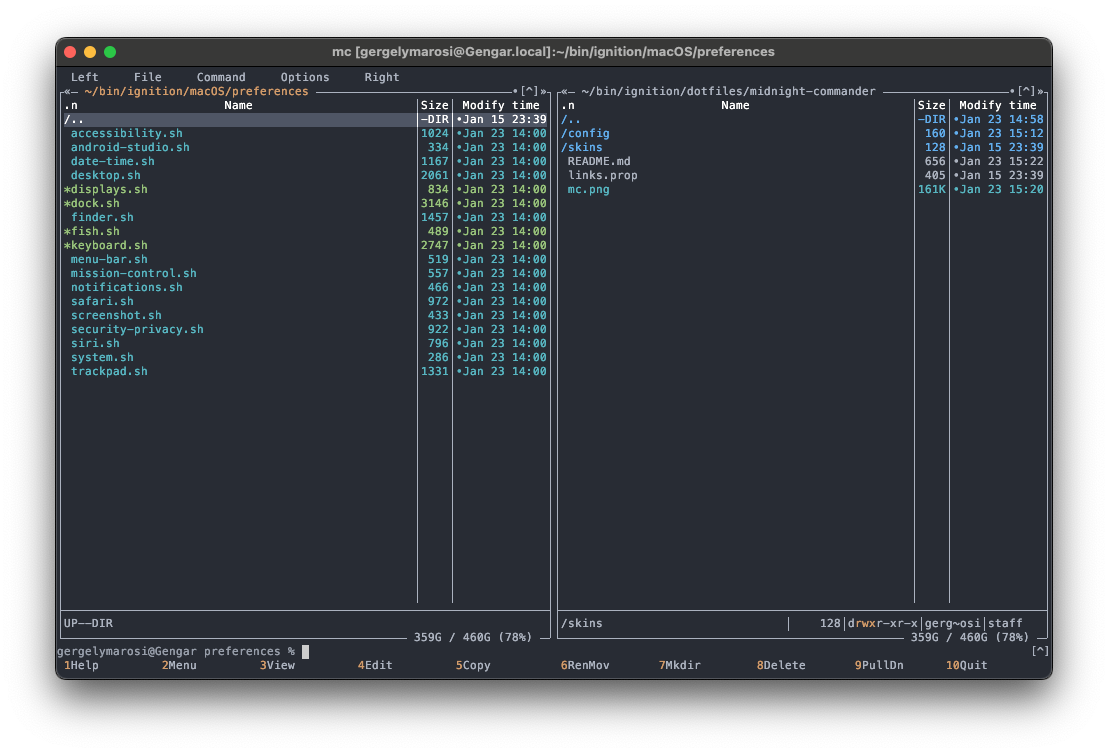 mc [gergelymarosi@Gengar.local]:~/bin/ignition/macOS/preferences
Left File Command Options Right
«— ~/bin/ignition/macOS/preferences •[^]»
.n Name Size Modify time
/.. —DIR •Jan 15 23:39
accessibility.sh 1024 •Jan 23 14:00
android-studio.sh 334 •Jan 23 14:00
date-time.sh 1167 •Jan 23 14:00
desktop.sh 2061 •Jan 23 14:00
*displays.sh 834 •Jan 23 14:00
*dock.sh 3146 •Jan 23 14:00
finder.sh 1457 •Jan 23 14:00
*fish.sh 489 •Jan 23 14:00
*keyboard.sh 2747 •Jan 23 14:00
menu-bar.sh 519 •Jan 23 14:00
mission-control.sh 557 •Jan 23 14:00
notifications.sh 466 •Jan 23 14:00
safari.sh 972 •Jan 23 14:00
screenshot.sh 433 •Jan 23 14:00
security-privacy.sh 922 •Jan 23 14:00
siri.sh 796 •Jan 23 14:00
system.sh 286 •Jan 23 14:00
trackpad.sh 1331 •Jan 23 14:00
UP--DIR
359G / 460G (78%)
«— ~/bin/ignition/dotfiles/midnight-commander •[^]»
.n Name Size Modify time
/.. —DIR •Jan 23 14:58
/config 160 •Jan 23 15:12
/skins 128 •Jan 15 23:39
README.md 656 •Jan 23 15:22
links.prop 405 •Jan 15 23:39
mc.png 161K •Jan 23 15:20
/skins | 128|drwxr-xr-x|gerg~osi|staff
359G / 460G (78%)
gergelymarosi@Gengar preferences % [^]
1Help 2Menu 3View 4Edit 5Copy 6RenMov 7Mkdir 8Delete 9PullDn 10Quit